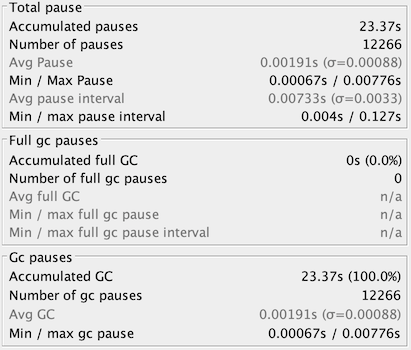 Total pause
Accumulated pauses 23.37s
Number of pauses 12266
Avg Pause 0.00191s (σ=0.00088)
Min / Max Pause 0.00067s / 0.00776s
Avg pause interval 0.00733s (σ=0.0033)
Min / max pause interval 0.004s / 0.127s
Full gc pauses
Accumulated full GC 0s (0.0%)
Number of full gc pauses 0
Avg full GC n/a
Min / max full gc pause n/a
Min / max full gc pause interval n/a
Gc pauses
Accumulated GC 23.37s (100.0%)
Number of gc pauses 12266
Avg GC 0.00191s (σ=0.00088)
Min / max gc pause 0.00067s / 0.00776s